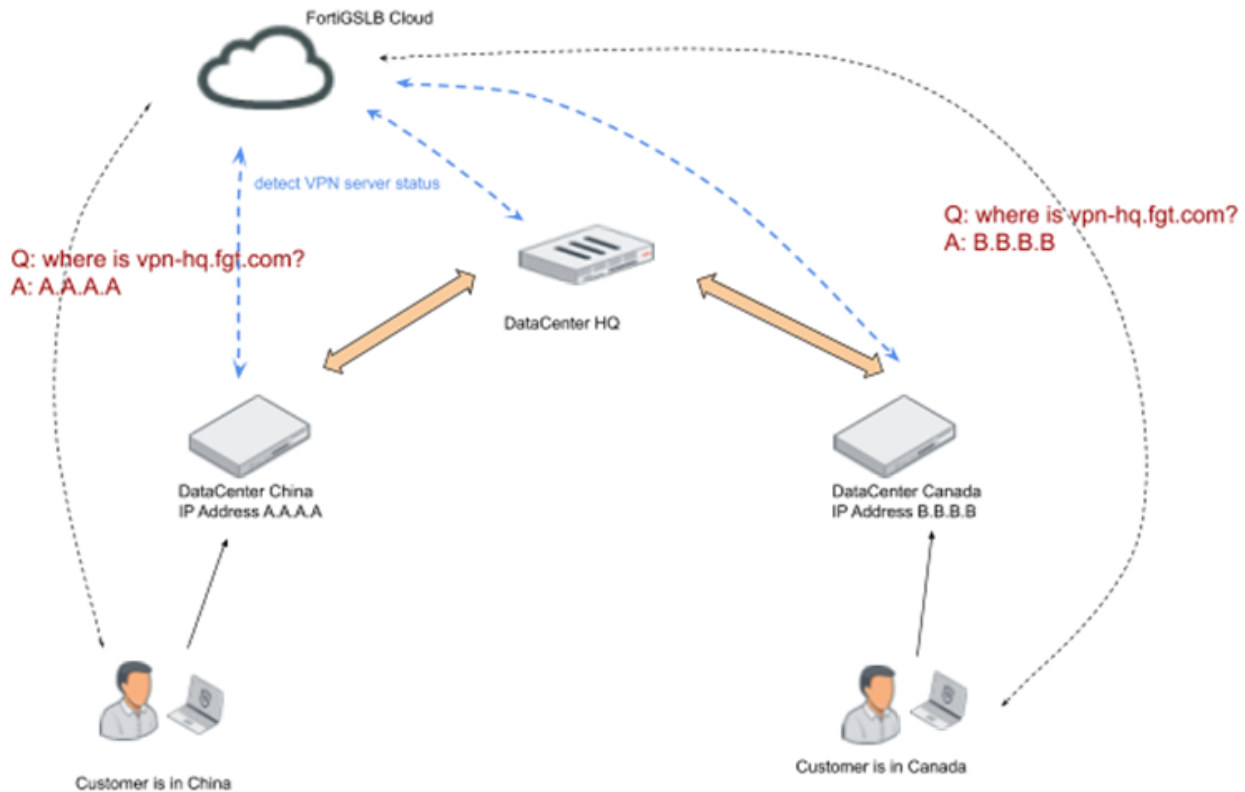 FortiGSLB Cloud
detect VPN server status
Q: where is vpn-hq.fgt.com?
A: B.B.B.B
Q: where is vpn-hq.fgt.com?
A: A.A.A.A
DataCenter HQ
DataCenter China
IP Address A.A.A.A
DataCenter Canada
IP Address B.B.B.B
Customer is in China
Customer is in Canada